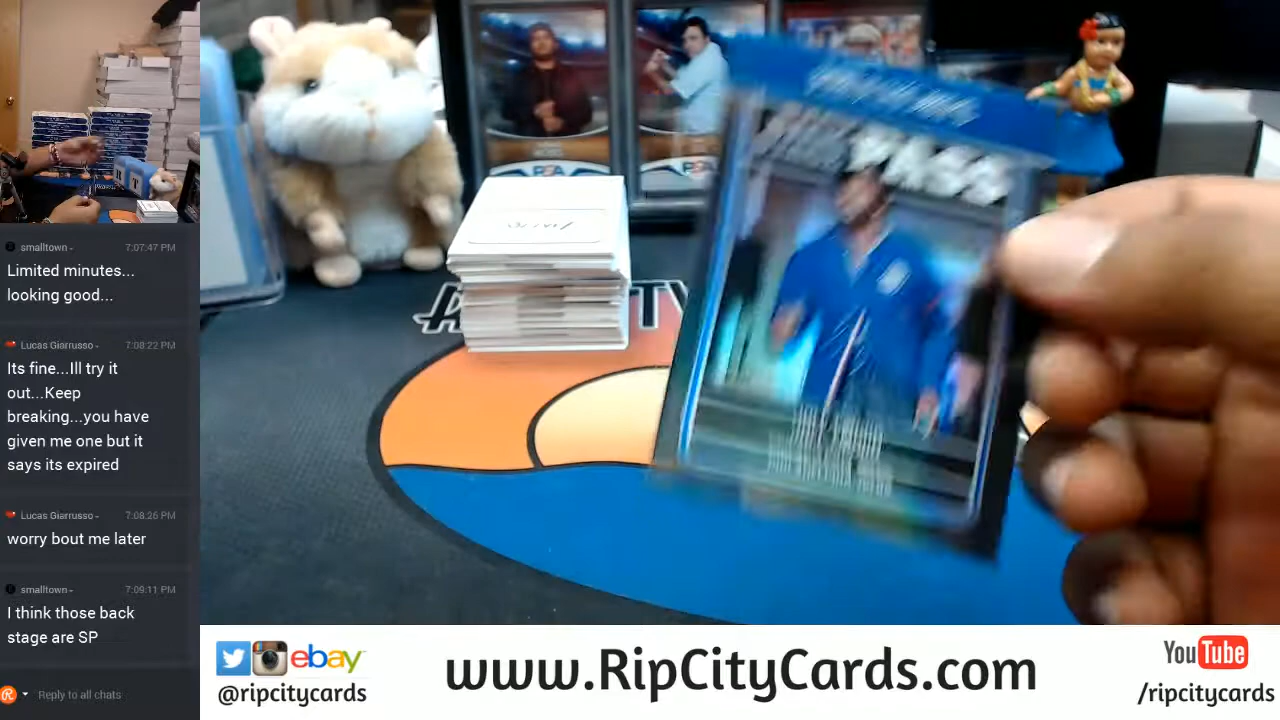 smalltown -
7:07:47 PM
Limited minutes...
looking good...
Lucas Giarrusso -
7:08:22 PM
Its fine...Ill try it
out...Keep
breaking...you have
given me one but it
says its expired
Lucas Giarrusso -
7:08:26 PM
worry bout me later
smalltown -
7:09:11 PM
I think those back
stage are SP
Reply to all chats
PASS
PSA
PSA
ebay
@ripcitycards
www.RipCityCards.com
YouTube
/ripcitycards